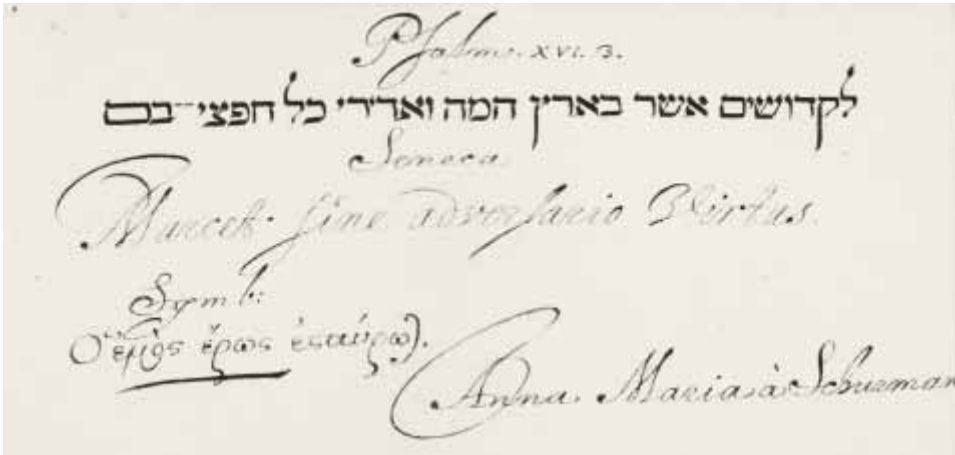 Psalm. XVI. 3.
לקדושים אשר בארץ המה ואדירי כל חפצי־בם
Seneca
Marcet sine adversario Virtus.
Symb:
Ὁ ἐμὸς ἔρως ἐσταύρω).
Anna Maria à Schurman